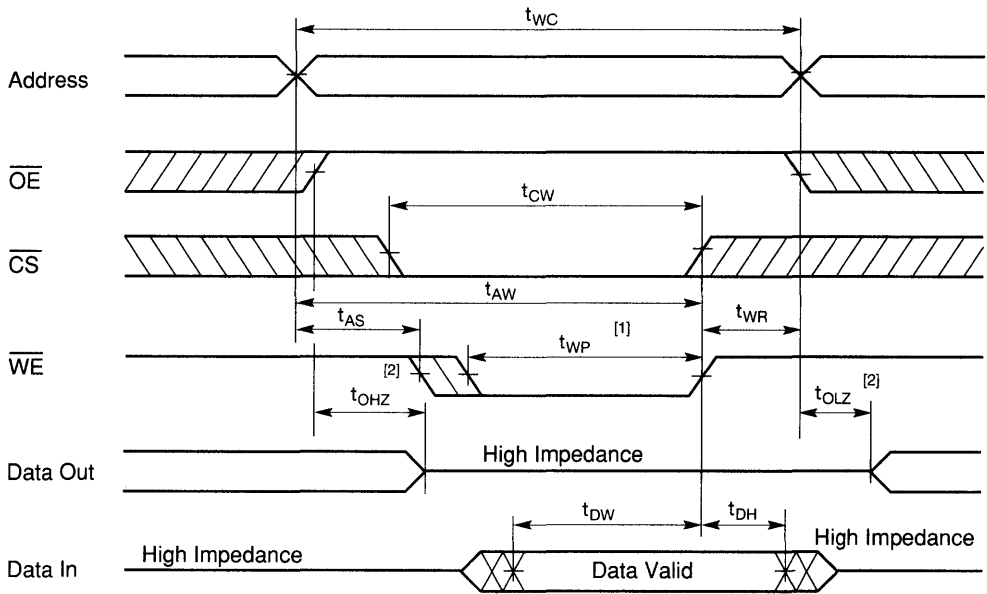 tWC
Address
OE
tCW
CS
tAW
tAS
tWP [1]
tWR
WE
[2]
tOHZ
tOLZ [2]
High Impedance
Data Out
tDW
tDH
High Impedance
High Impedance
Data In
Data Valid